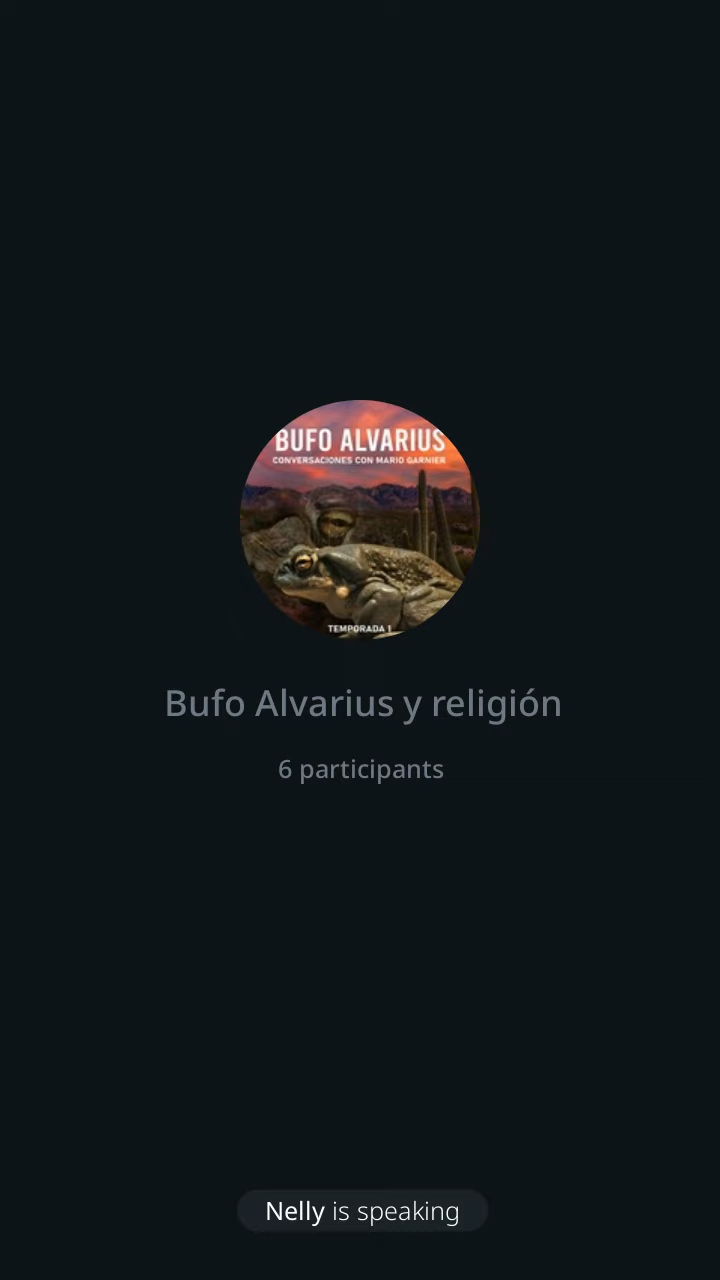 BUFO ALVARIUS
CONVERSACIONES CON MARIO GARNIER
TEMPORADA 1
Bufo Alvarius y religión
6 participants
Nelly is speaking